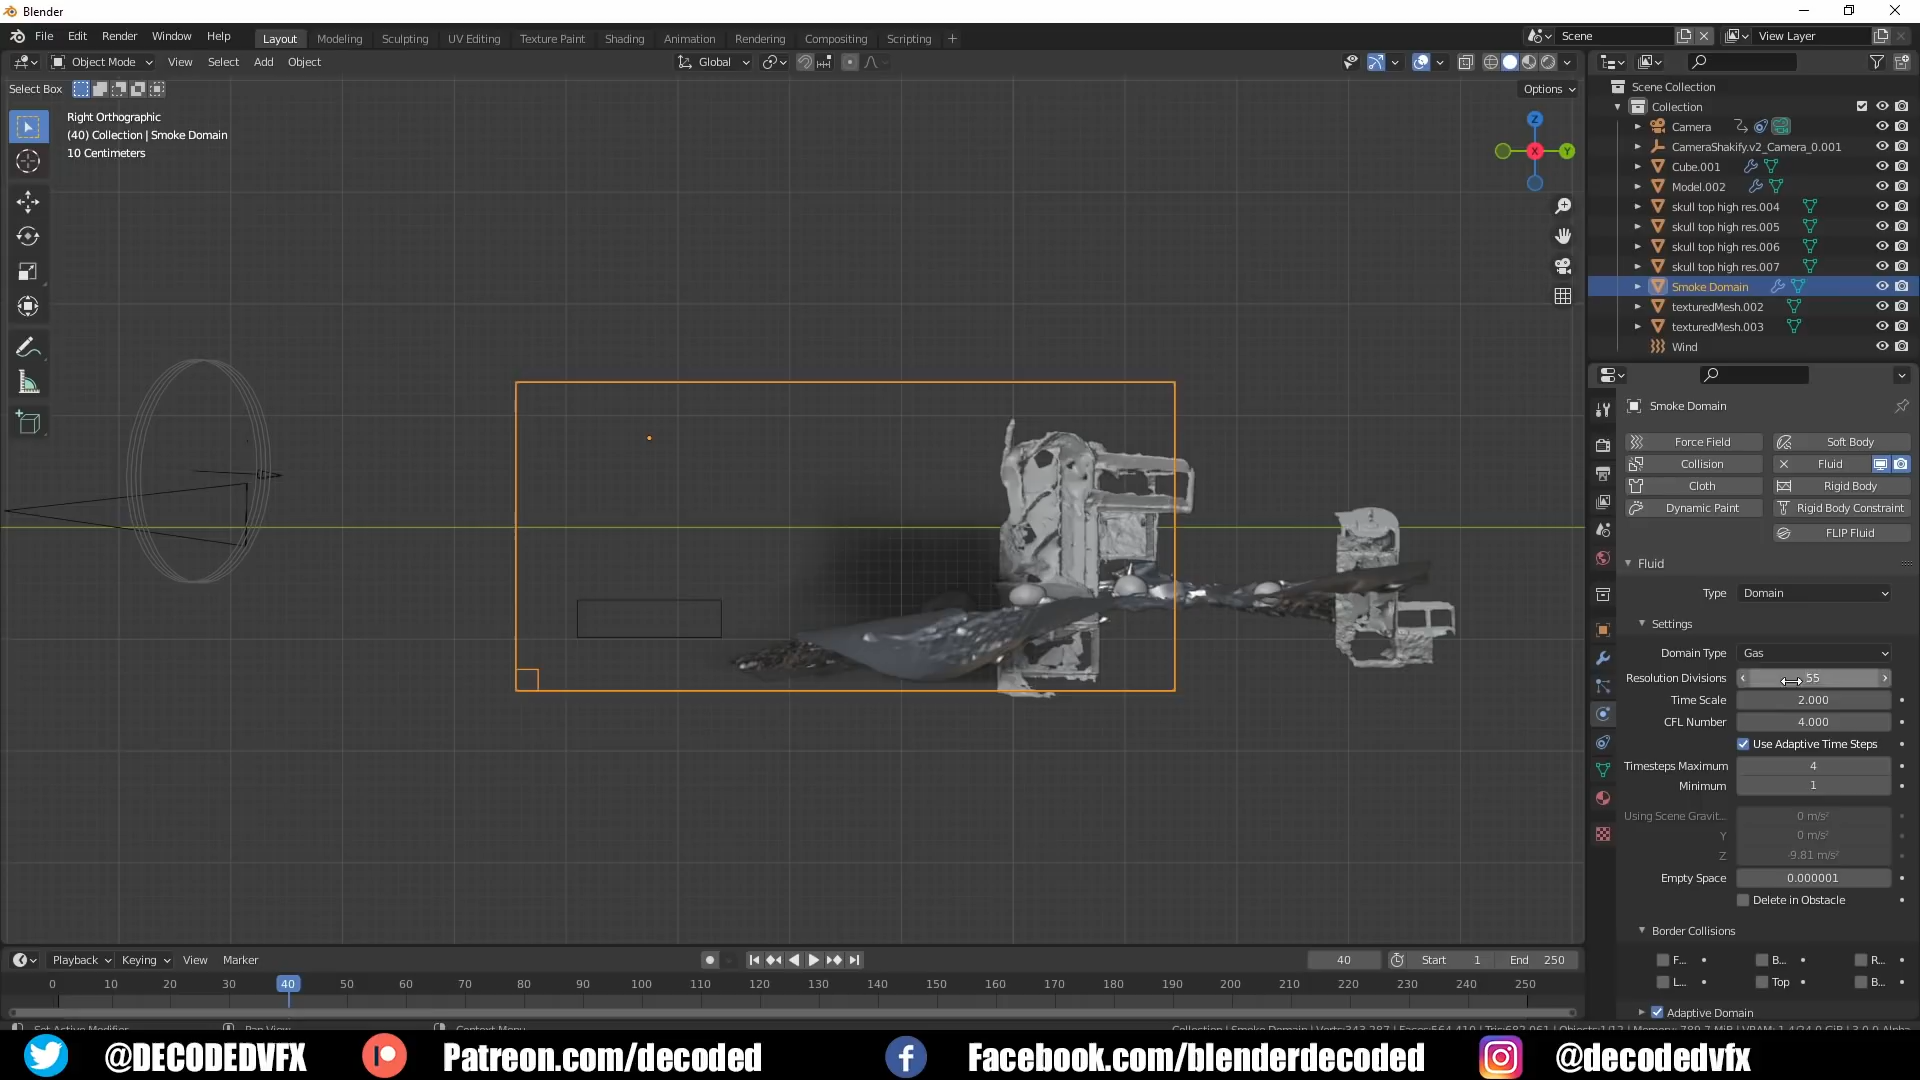 Blender
File Edit Render Window Help
Layout Modeling Sculpting UV Editing Texture Paint Shading Animation Rendering Compositing Scripting +
Scene
View Layer
Object Mode View Select Add Object
Global
Select Box
Options
Right Orthographic
(40) Collection | Smoke Domain
10 Centimeters
Z
X
Y
Scene Collection
Collection
Camera
CameraShakify.v2_Camera_0.001
Cube.001
Model.002
skull top high res.004
skull top high res.005
skull top high res.006
skull top high res.007
Smoke Domain
texturedMesh.002
texturedMesh.003
Wind
Smoke Domain
Force Field Soft Body
Collision Fluid
Cloth Rigid Body
Dynamic Paint Rigid Body Constraint
FLIP Fluid
Fluid
Type Domain
Settings
Domain Type Gas
Resolution Divisions 55
Time Scale 2.000
CFL Number 4.000
Use Adaptive Time Steps
Timesteps Maximum 4
Minimum 1
Using Scene Gravit... 0 m/s²
Y 0 m/s²
Z -9.81 m/s²
Empty Space 0.000001
Delete in Obstacle
Border Collisions
F... B... R...
L... Top B...
Adaptive Domain
Playback Keying View Marker
40 Start 1 End 250
0 10 20 30 40 50 60 70 80 90 100 110 120 130 140 150 160 170 180 190 200 210 220 230 240 250
@DECODEDVFX
Patreon.com/decoded
Facebook.com/blenderdecoded
@decodedvfx